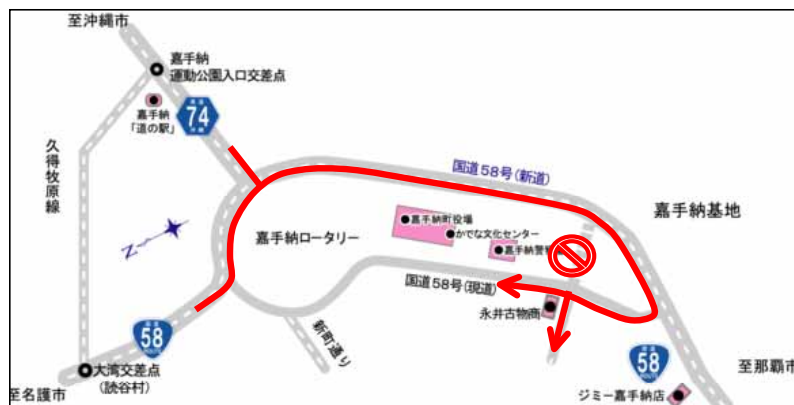 至沖縄市
嘉手納
運動公園入口交差点
嘉手納
「道の駅」
74
久得牧原線
N
国道58号(新道)
嘉手納基地
嘉手納ロータリー
嘉手納町役場
かでな文化センター
嘉手納警察
国道58号(現道)
永井古物商
新町通り
58
大湾交差点
(読谷村)
至名護市
58
至那覇市
ジミー嘉手納店